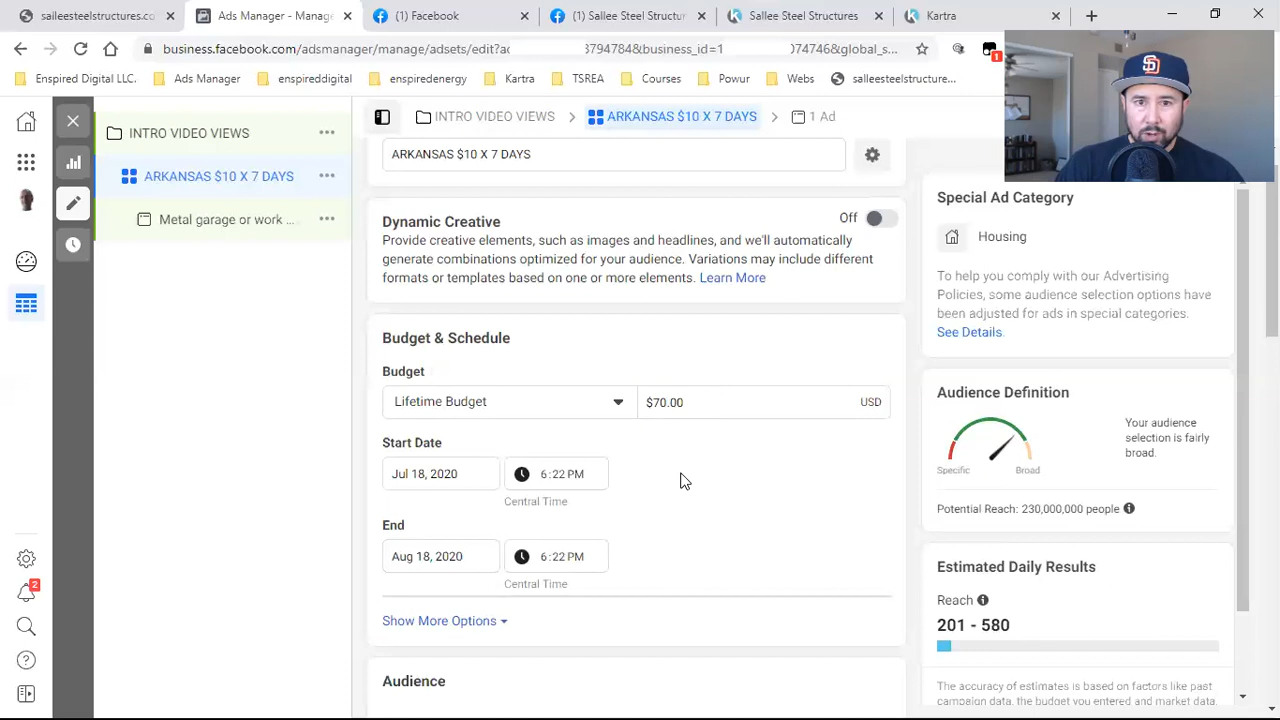 salleesteelstructures.co
Ads Manager - Manage
(1) Facebook
(1) Sallee Steel Structur
Sallee Steel Structures
Kartra
business.facebook.com/adsmanager/manage/adsets/edit?ac
3794784&business_id=1
074746&global_s...
1
Enspired Digital LLC.
Ads Manager
enspireddigital
enspiredenergy
Kartra
TSREA
Courses
Powur
Webs
salleesteelstructure...
INTRO VIDEO VIEWS
ARKANSAS $10 X 7 DAYS
Metal garage or work ...
2
INTRO VIDEO VIEWS
ARKANSAS $10 X 7 DAYS
1 Ad
ARKANSAS $10 X 7 DAYS
Dynamic Creative
Off
Provide creative elements, such as images and headlines, and we'll automatically
generate combinations optimized for your audience. Variations may include different
formats or templates based on one or more elements. Learn More
Budget & Schedule
Budget
Lifetime Budget
$70.00
USD
Start Date
Jul 18, 2020
6:22 PM
Central Time
End
Aug 18, 2020
6:22 PM
Central Time
Show More Options
Audience
SD
Special Ad Category
Housing
To help you comply with our Advertising
Policies, some audience selection options have
been adjusted for ads in special categories.
See Details.
Audience Definition
Specific
Broad
Your audience
selection is fairly
broad.
Potential Reach: 230,000,000 people
Estimated Daily Results
Reach
201 - 580
The accuracy of estimates is based on factors like past
campaign data, the budget you entered and market data.